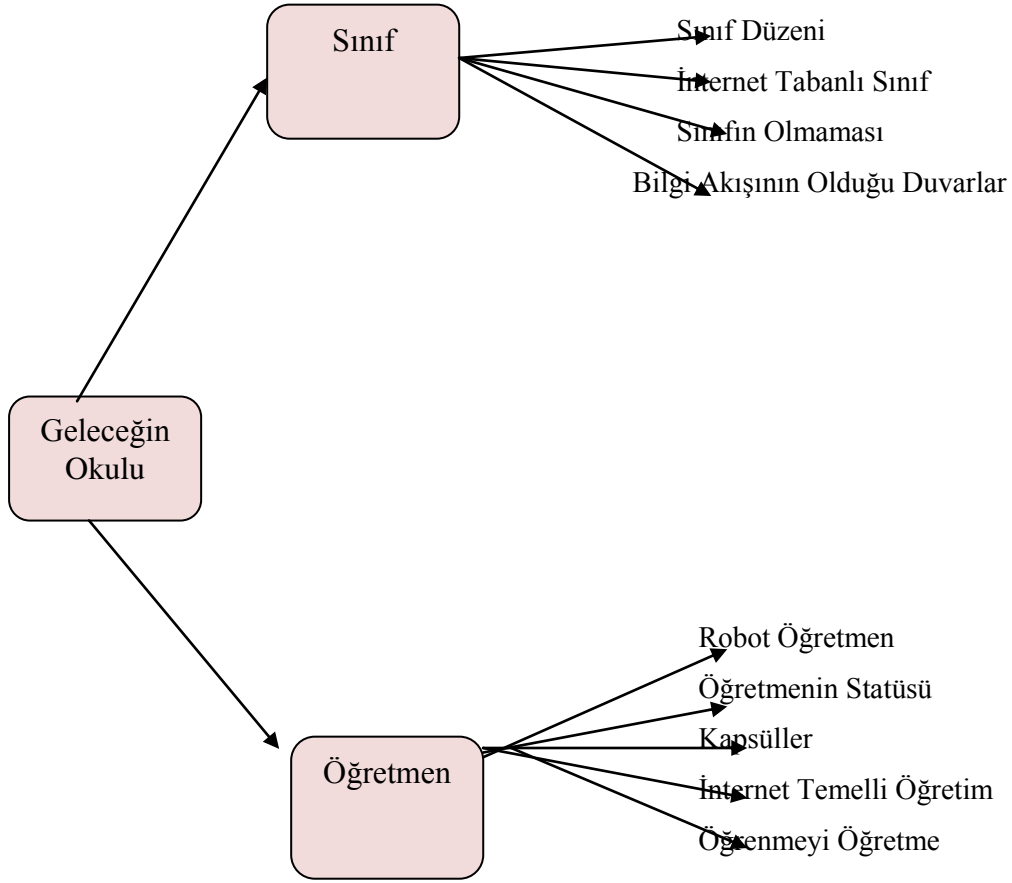 Sınıf
Sınıf Düzeni
İnternet Tabanlı Sınıf
Sınıfın Olmaması
Bilgi Akışının Olduğu Duvarlar
Geleceğin
Okulu
Robot Öğretmen
Öğretmenin Statüsü
Kapsüller
İnternet Temelli Öğretim
Öğrenmeyi Öğretme
Öğretmen